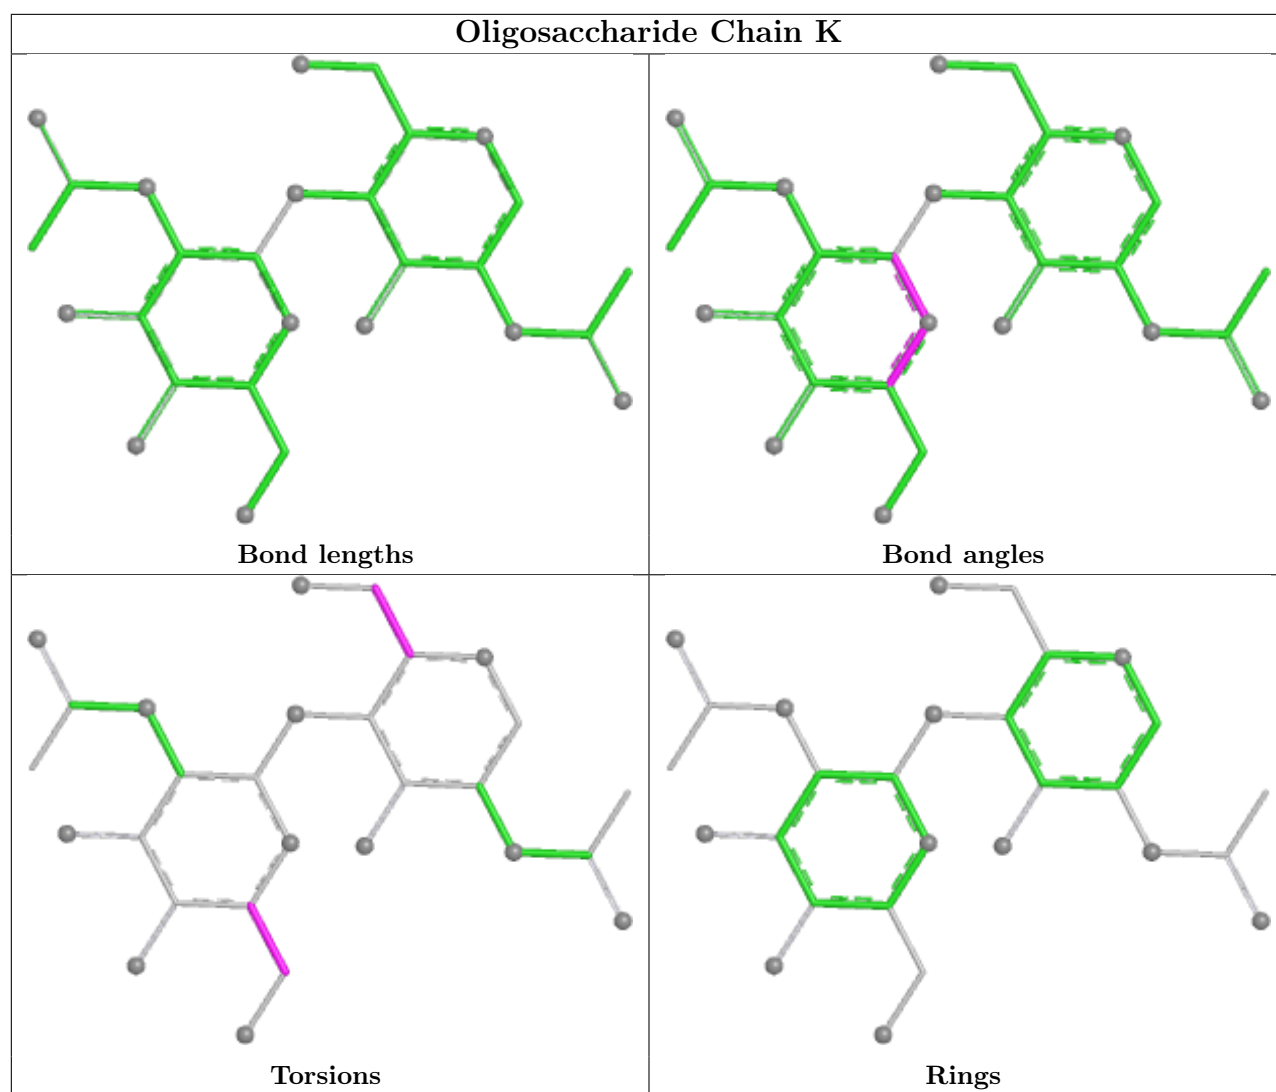 Oligosaccharide Chain K
Bond lengths
Bond angles
Torsions
Rings